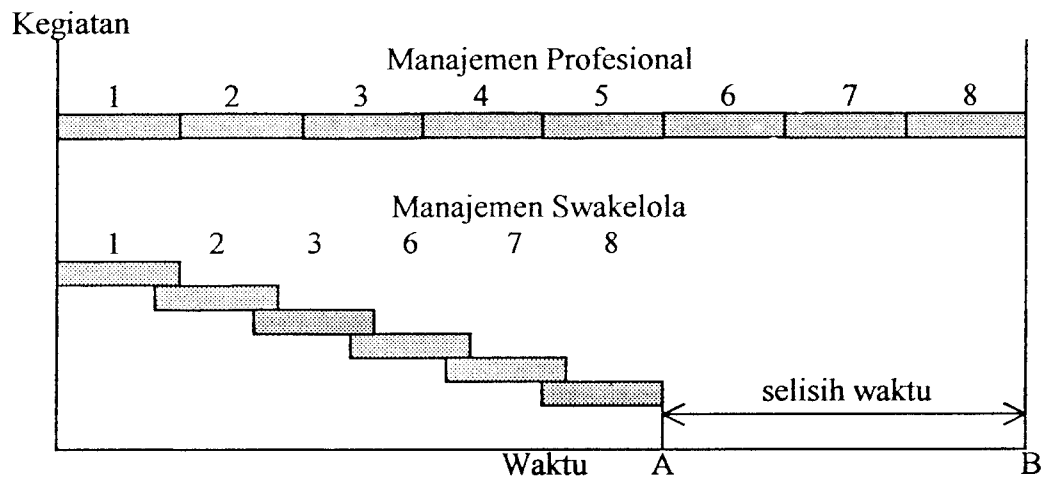 Kegiatan
Manajemen Profesional
1 2 3 4 5 6 7 8
Manajemen Swakelola
1 2 3 6 7 8
selisih waktu
Waktu A B